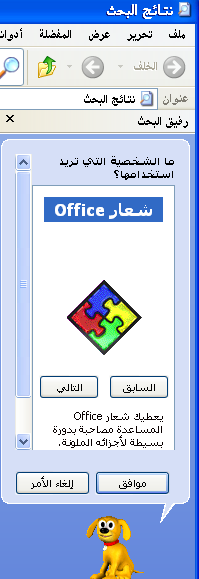 نتائج البحث
ملف تحرير عرض المفضلة أدوات
الخلف
عنوان نتائج البحث
رفيق البحث
ما الشخصية التي تريد
استخدامها؟
شعار Office
السابق التالي
يعطيك شعار Office
المساعدة مصاحبة بدورة
بسيطة لأجزائه الملونة.
موافق إلغاء الأمر